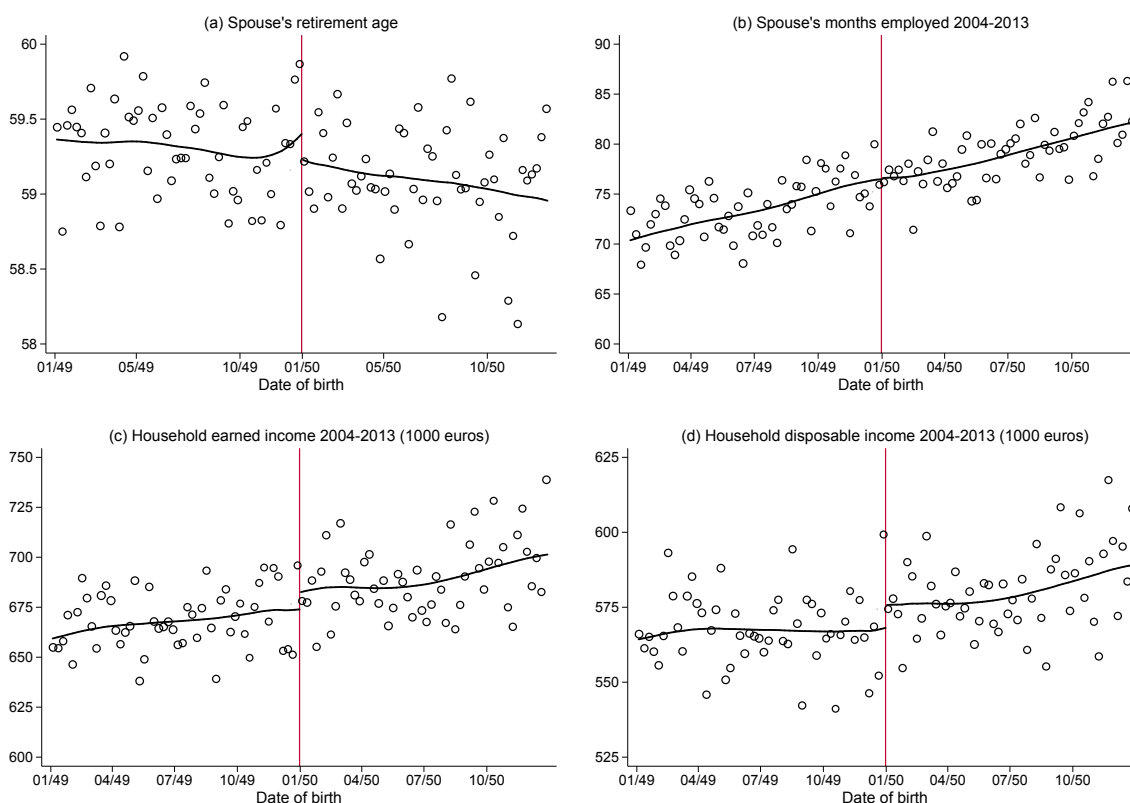 (a) Spouse's retirement age
60
59.5
59
58.5
58
01/49 05/49 10/49 01/50 05/50 10/50
Date of birth
(b) Spouse's months employed 2004-2013
90
85
80
75
70
65
60
01/49 04/49 07/49 10/49 01/50 04/50 07/50 10/50
Date of birth
(c) Household earned income 2004-2013 (1000 euros)
750
725
700
675
650
625
600
01/49 04/49 07/49 10/49 01/50 04/50 07/50 10/50
Date of birth
(d) Household disposable income 2004-2013 (1000 euros)
625
600
575
550
525
01/49 04/49 07/49 10/49 01/50 04/50 07/50 10/50
Date of birth